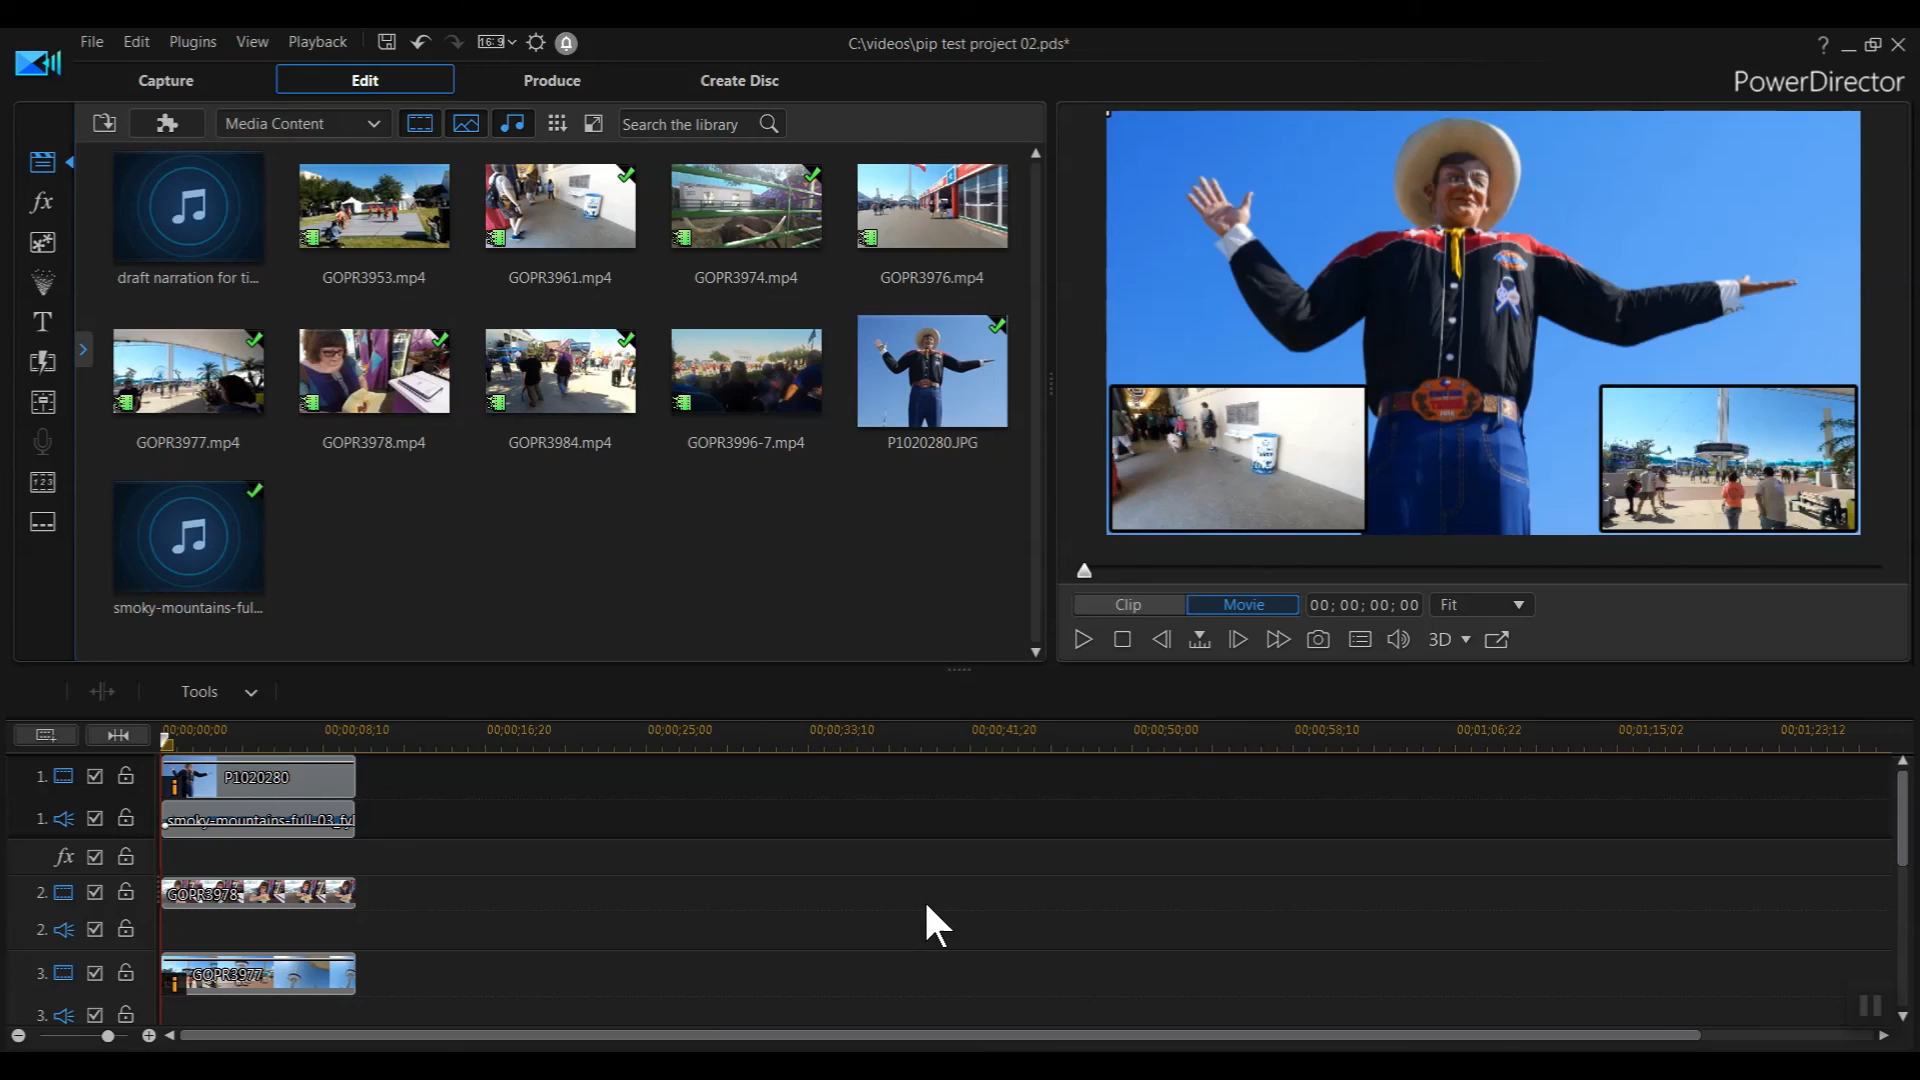 File Edit Plugins View Playback 16:9 C:\videos\pip test project 02.pds* ?
Capture Edit Produce Create Disc PowerDirector
Media Content Search the library
draft narration for ti... GOPR3953.mp4 GOPR3961.mp4 GOPR3974.mp4 GOPR3976.mp4
GOPR3977.mp4 GOPR3978.mp4 GOPR3984.mp4 GOPR3996-7.mp4 P1020280.JPG
smoky-mountains-ful...
Clip Movie 00; 00; 00; 00 Fit
3D
Tools
00;00;00;00 00;00;08;10 00;00;16;20 00;00;25;00 00;00;33;10 00;00;41;20 00;00;50;00 00;00;58;10 00;01;06;22 00;01;15;02 00;01;23;12
1. P1020280
1. smoky-mountains-full-03_fyl
fx
2. GOPR3978
2.
3. GOPR3977
3.